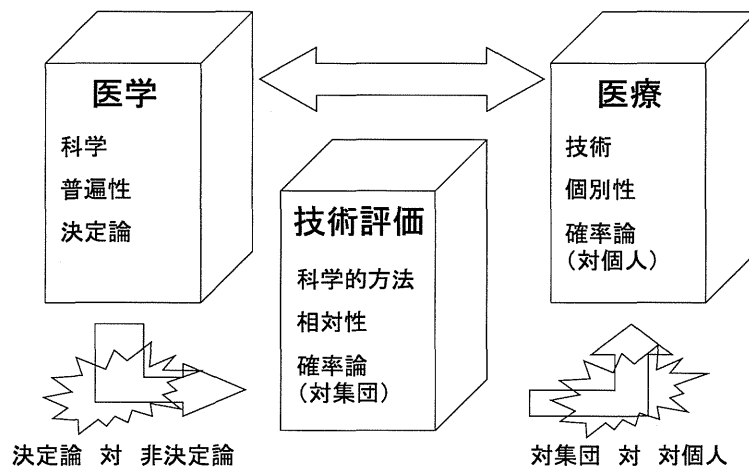 医学
科学
普遍性
決定論
医療
技術
個別性
確率論
（対個人）
技術評価
科学的方法
相対性
確率論
（対集団）
決定論 対 非決定論
対集団 対 対個人